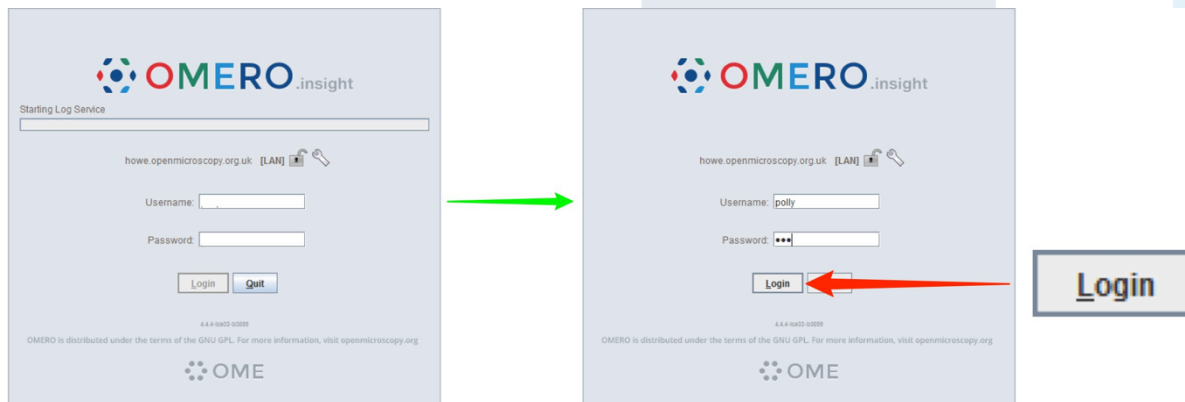 OMERO.insight
Starting Log Service
howe.openmicroscopy.org.uk [LAN]
Username:
Password:
Login Quit
OMERO is distributed under the terms of the GNU GPL. For more information, visit openmicroscopy.org
OME
OMERO.insight
howe.openmicroscopy.org.uk [LAN]
Username: polly
Password: •••
Login
OMERO is distributed under the terms of the GNU GPL. For more information, visit openmicroscopy.org
OME
Login